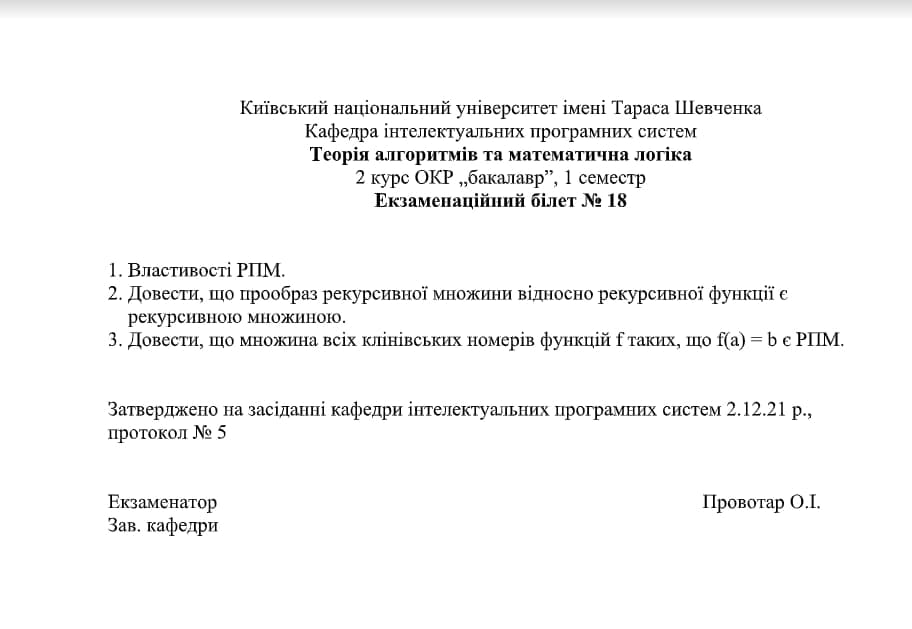 Київський національний університет імені Тараса Шевченка
Кафедра інтелектуальних програмних систем
Теорія алгоритмів та математична логіка
2 курс ОКР „бакалавр”, 1 семестр
Екзаменаційний білет № 18
1. Властивості РПМ.
2. Довести, що прообраз рекурсивної множини відносно рекурсивної функції є
рекурсивною множиною.
3. Довести, що множина всіх клінівських номерів функцій f таких, що f(a) = b є РПМ.
Затверджено на засіданні кафедри інтелектуальних програмних систем 2.12.21 р.,
протокол № 5
Екзаменатор Провотар О.І.
Зав. кафедри